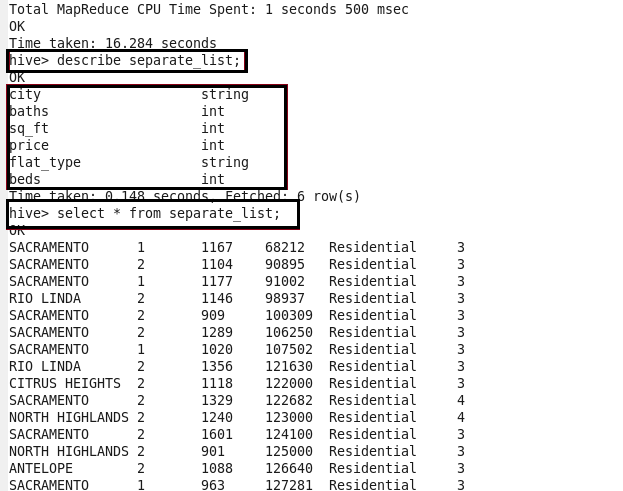 Total MapReduce CPU Time Spent: 1 seconds 500 msec
OK
Time taken: 16.284 seconds
hive> describe separate_list;
OK
city string
baths int
sq_ft int
price int
flat_type string
beds int
Time taken: 0.148 seconds, Fetched: 6 row(s)
hive> select * from separate_list;
OK
SACRAMENTO 1 1167 68212 Residential 3
SACRAMENTO 2 1104 90895 Residential 3
SACRAMENTO 1 1177 91002 Residential 3
RIO LINDA 2 1146 98937 Residential 3
SACRAMENTO 2 909 100309 Residential 3
SACRAMENTO 2 1289 106250 Residential 3
SACRAMENTO 1 1020 107502 Residential 3
RIO LINDA 2 1356 121630 Residential 3
CITRUS HEIGHTS 2 1118 122000 Residential 3
SACRAMENTO 2 1329 122682 Residential 4
NORTH HIGHLANDS 2 1240 123000 Residential 4
SACRAMENTO 2 1601 124100 Residential 3
NORTH HIGHLANDS 2 901 125000 Residential 3
ANTELOPE 2 1088 126640 Residential 3
SACRAMENTO 1 963 127281 Residential 3